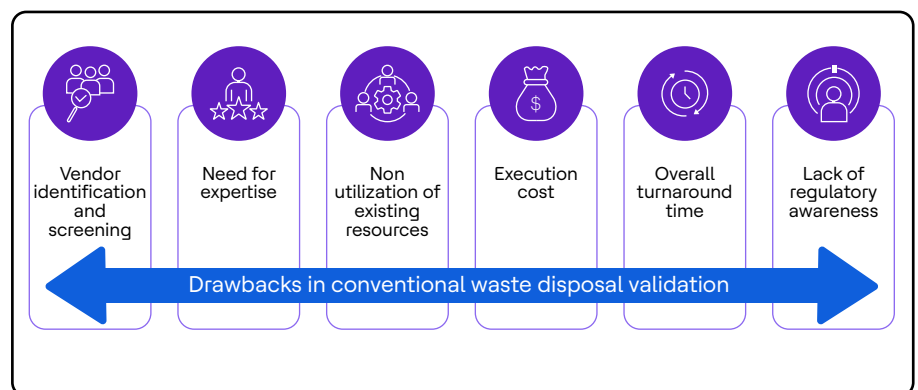 $
Vendor
identification
and
screening
Need for
expertise
Non
utilization of
existing
resources
Execution
cost
Overall
turnaround
time
Lack of
regulatory
awareness
Drawbacks in conventional waste disposal validation